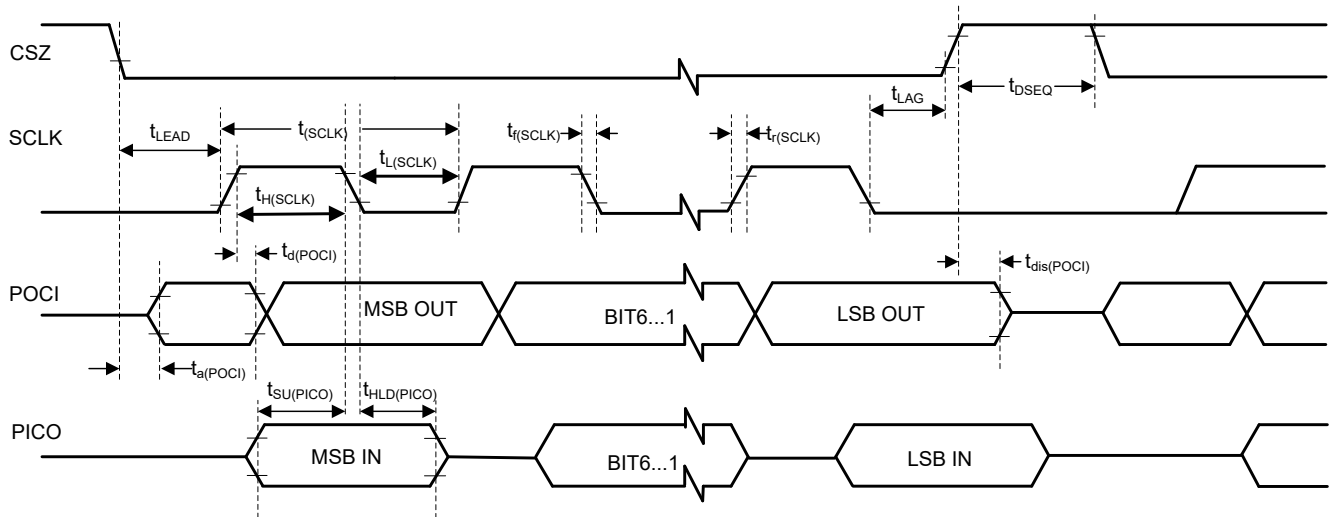 CSZ
tLAG
tDSEQ
SCLK
tLEAD
t(SCLK)
tf(SCLK)
tr(SCLK)
tL(SCLK)
tH(SCLK)
td(POCI)
tdis(POCI)
POCI
MSB OUT
BIT6...1
LSB OUT
ta(POCI)
tSU(PICO)
tHLD(PICO)
PICO
MSB IN
BIT6...1
LSB IN